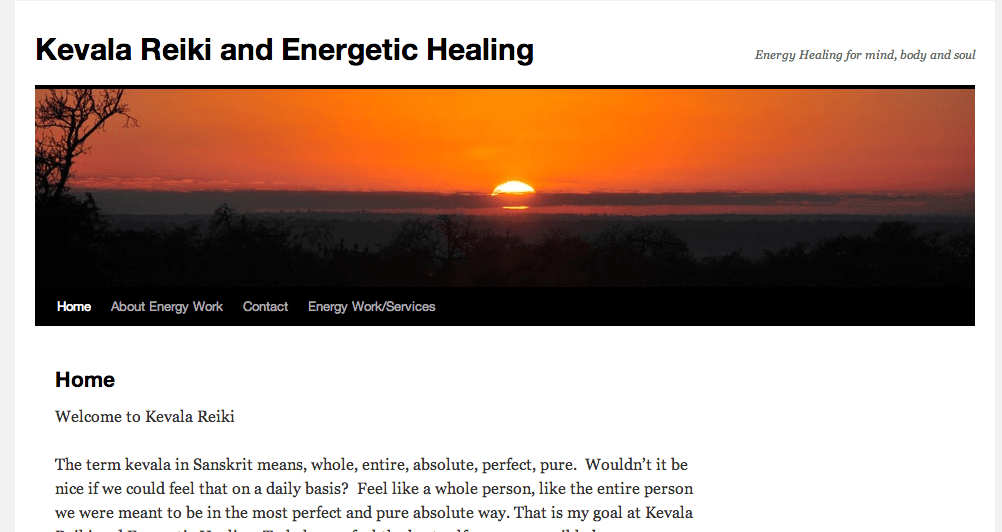 Kevala Reiki and Energetic Healing
Energy Healing for mind, body and soul
Home About Energy Work Contact Energy Work/Services
Home
Welcome to Kevala Reiki
The term kevala in Sanskrit means, whole, entire, absolute, perfect, pure.  Wouldn't it be
nice if we could feel that on a daily basis?  Feel like a whole person, like the entire person
we were meant to be in the most perfect and pure absolute way. That is my goal at Kevala